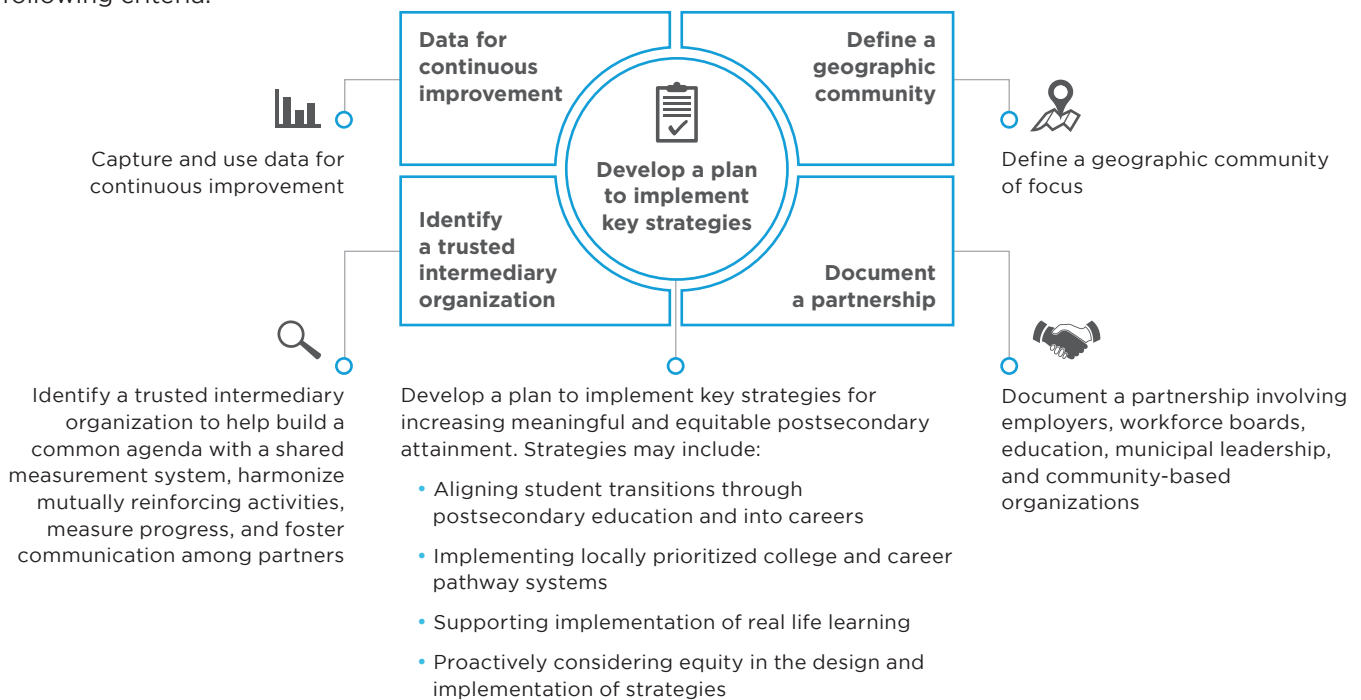 following criteria.
Data for
continuous
improvement
Define a
geographic
community
Develop a plan
to implement
key strategies
Identify
a trusted
intermediary
organization
Document
a partnership
Capture and use data for
continuous improvement
Define a geographic community
of focus
Identify a trusted intermediary
organization to help build a
common agenda with a shared
measurement system, harmonize
mutually reinforcing activities,
measure progress, and foster
communication among partners
Develop a plan to implement key strategies for
increasing meaningful and equitable postsecondary
attainment. Strategies may include:
• Aligning student transitions through
postsecondary education and into careers
• Implementing locally prioritized college and career
pathway systems
• Supporting implementation of real life learning
• Proactively considering equity in the design and
implementation of strategies
Document a partnership involving
employers, workforce boards,
education, municipal leadership,
and community-based
organizations